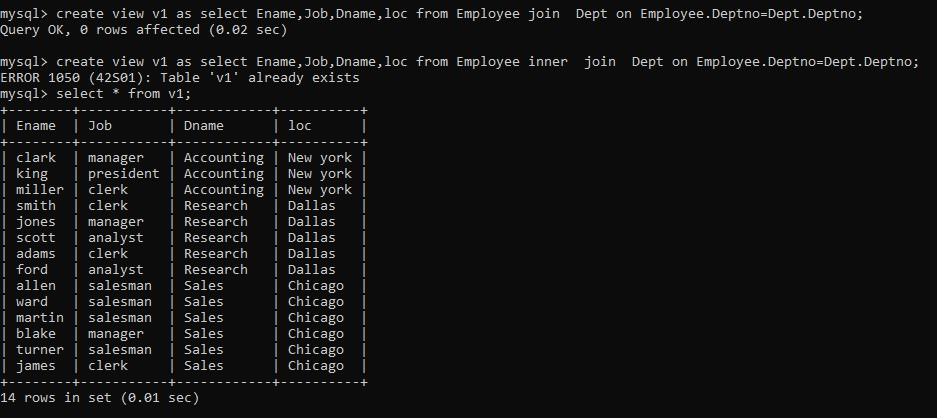 mysql> create view v1 as select Ename,Job,Dname,loc from Employee join  Dept on Employee.Deptno=Dept.Deptno;
Query OK, 0 rows affected (0.02 sec)

mysql> create view v1 as select Ename,Job,Dname,loc from Employee inner  join  Dept on Employee.Deptno=Dept.Deptno;
ERROR 1050 (42S01): Table 'v1' already exists
mysql> select * from v1;
+--------+-----------+------------+----------+
| Ename  | Job       | Dname      | loc      |
+--------+-----------+------------+----------+
| clark  | manager   | Accounting | New york |
| king   | president | Accounting | New york |
| miller | clerk     | Accounting | New york |
| smith  | clerk     | Research   | Dallas   |
| jones  | manager   | Research   | Dallas   |
| scott  | analyst   | Research   | Dallas   |
| adams  | clerk     | Research   | Dallas   |
| ford   | analyst   | Research   | Dallas   |
| allen  | salesman  | Sales      | Chicago  |
| ward   | salesman  | Sales      | Chicago  |
| martin | salesman  | Sales      | Chicago  |
| blake  | manager   | Sales      | Chicago  |
| turner | salesman  | Sales      | Chicago  |
| james  | clerk     | Sales      | Chicago  |
+--------+-----------+------------+----------+
14 rows in set (0.01 sec)